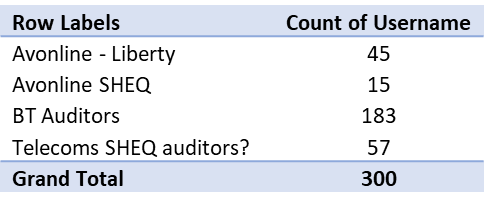 Row Labels Count of Username
Avonline - Liberty 45
Avonline SHEQ 15
BT Auditors 183
Telecoms SHEQ auditors? 57
Grand Total 300